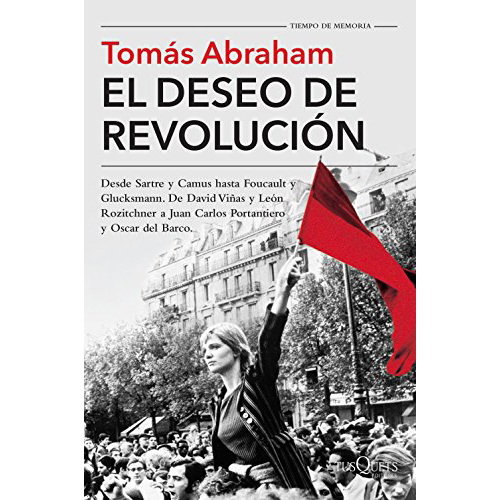 TIEMPO DE MEMORIA
Tomás Abraham
EL DESEO DE
REVOLUCIÓN
Desde Sartre y Camus hasta Foucault y
Glucksmann. De David Viñas y León
Rozitchner a Juan Carlos Portantiero
y Oscar del Barco.
TUSQUETS